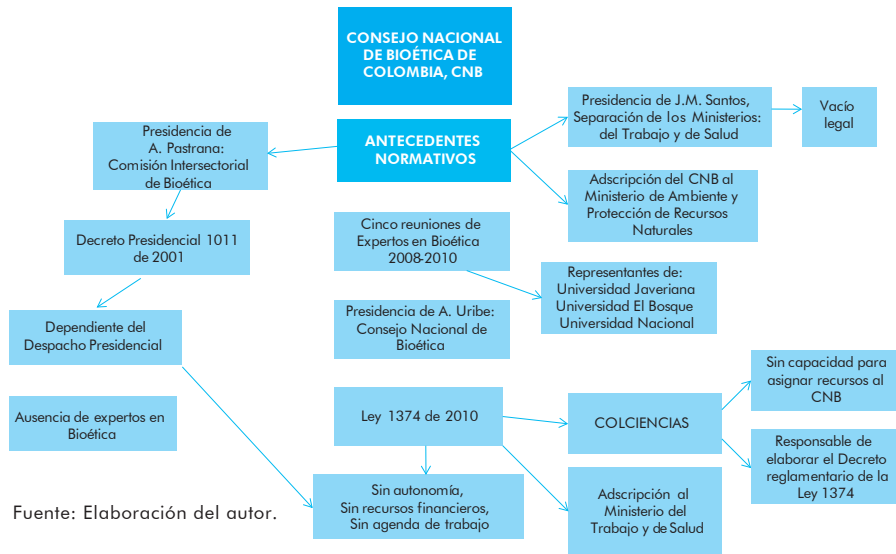 CONSEJO NACIONAL
DE BIOÉTICA DE
COLOMBIA, CNB
ANTECEDENTES
NORMATIVOS
Presidencia de
A. Pastrana:
Comisión Intersectorial
de Bioética
Decreto Presidencial 1011
de 2001
Dependiente del
Despacho Presidencial
Ausencia de expertos en
Bioética
Presidencia de J.M. Santos,
Separación de los Ministerios:
del Trabajo y de Salud
Vacío
legal
Adscripción del CNB al
Ministerio de Ambiente y
Protección de Recursos
Naturales
Cinco reuniones de
Expertos en Bioética
2008-2010
Representantes de:
Universidad Javeriana
Universidad El Bosque
Universidad Nacional
Presidencia de A. Uribe:
Consejo Nacional de
Bioética
Ley 1374 de 2010
COLCIENCIAS
Sin capacidad para
asignar recursos al
CNB
Responsable de
elaborar el Decreto
reglamentario de la
Ley 1374
Sin autonomía,
Sin recursos financieros,
Sin agenda de trabajo
Adscripción al
Ministerio del
Trabajo y de Salud
Fuente: Elaboración del autor.